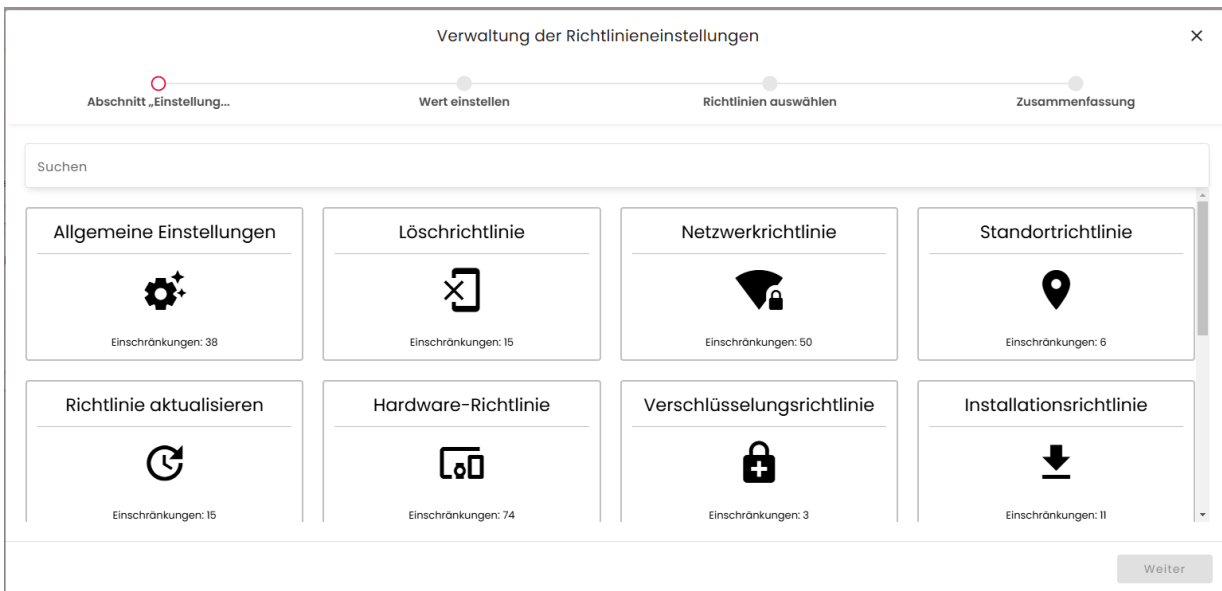 Verwaltung der Richtlinieneinstellungen
Abschnitt „Einstellung...
Wert einstellen
Richtlinien auswählen
Zusammenfassung
Suchen
Allgemeine Einstellungen
Löschrichtlinie
Netzwerkrichtlinie
Standortrichtlinie
Einschränkungen: 38
Einschränkungen: 15
Einschränkungen: 50
Einschränkungen: 6
Richtlinie aktualisieren
Hardware-Richtlinie
Verschlüsselungsrichtlinie
Installationsrichtlinie
Einschränkungen: 15
Einschränkungen: 74
Einschränkungen: 3
Einschränkungen: 11
Weiter